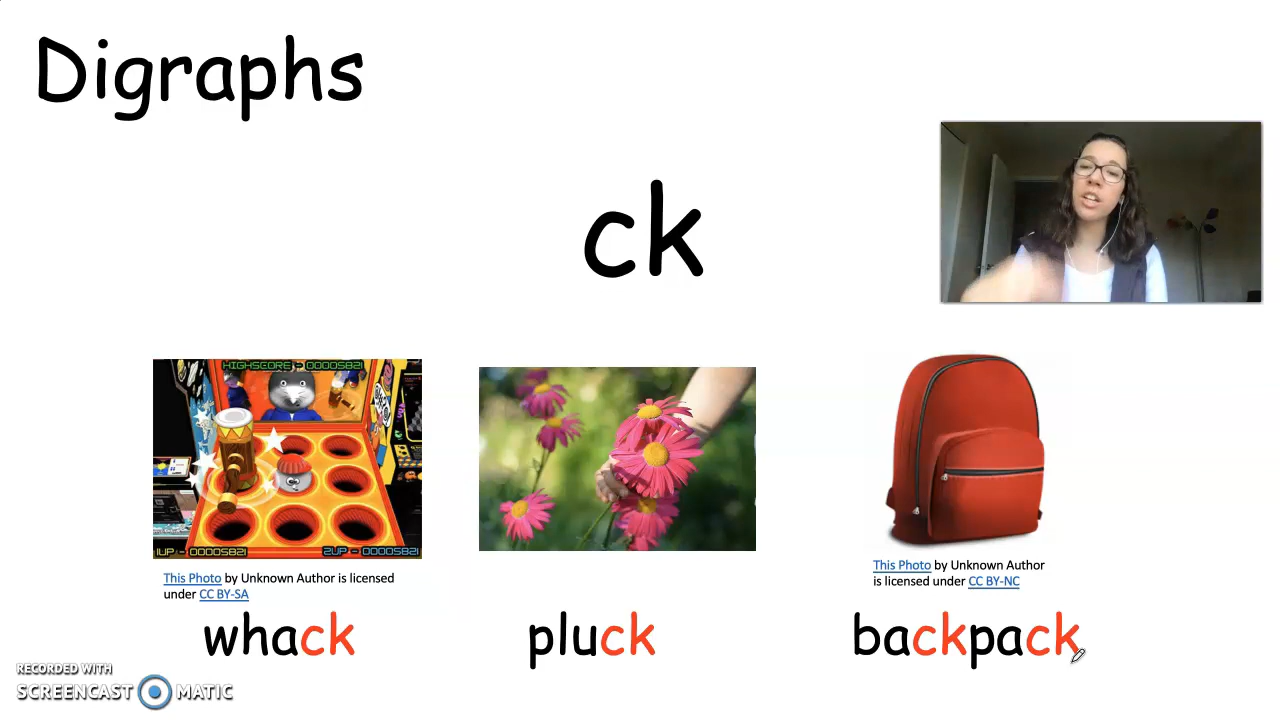 Digraphs
ck
HIGHSCORE - 00005821
1UP - 00005821
2UP - 00005821
This Photo by Unknown Author is licensed
under CC BY-SA
This Photo by Unknown Author
is licensed under CC BY-NC
whack
pluck
backpack
RECORDED WITH
SCREENCAST MATIC